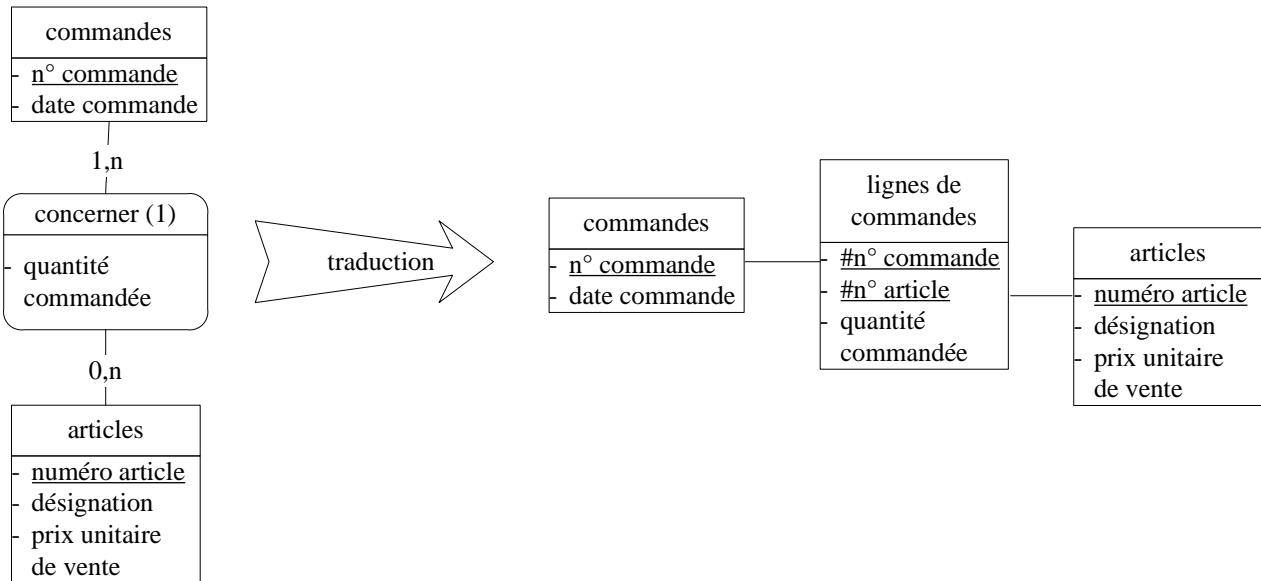 commandes
- n° commande
- date commande
1,n
concerner (1)
- quantité
commandée
0,n
articles
- numéro article
- désignation
- prix unitaire
de vente
traduction
commandes
- n° commande
- date commande
lignes de
commandes
- #n° commande
- #n° article
- quantité
commandée
articles
- numéro article
- désignation
- prix unitaire
de vente